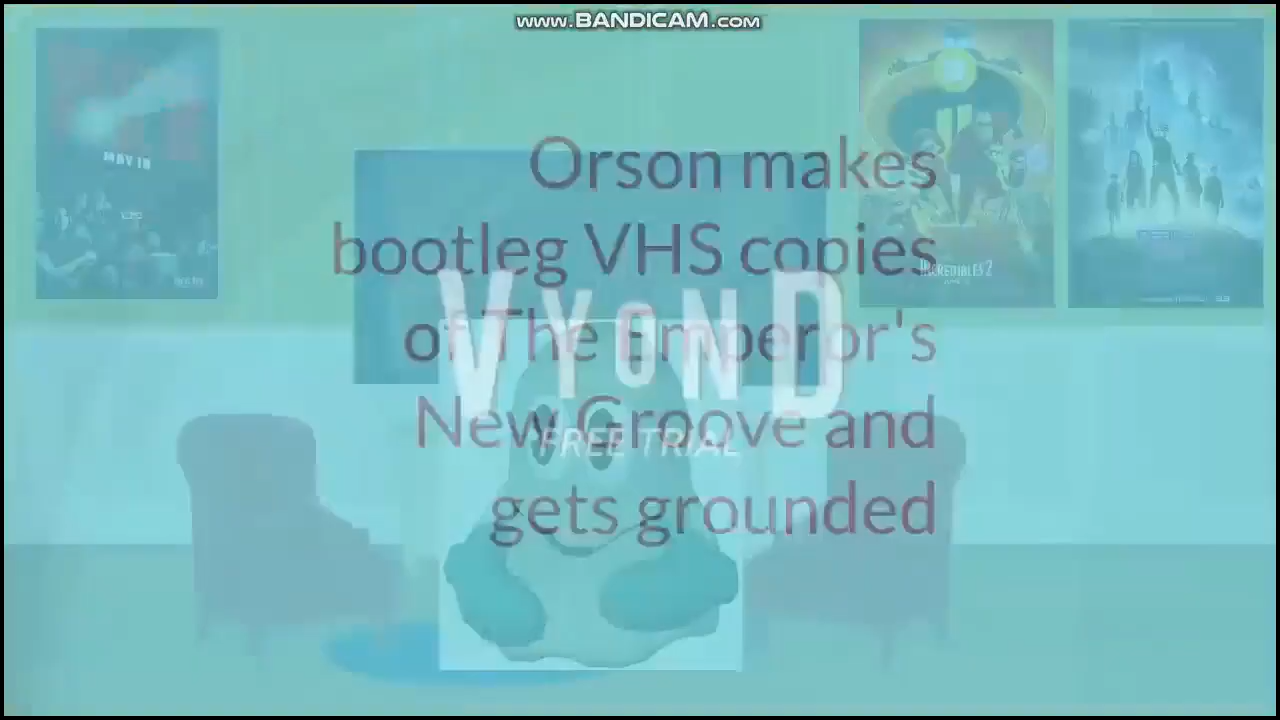 www.BANDICAM.com
MAY 18
Orson makes
bootleg VHS copies
of The Emperor's
New Groove and
gets grounded
VYOND
FREE TRIAL
INCREDIBLES 2